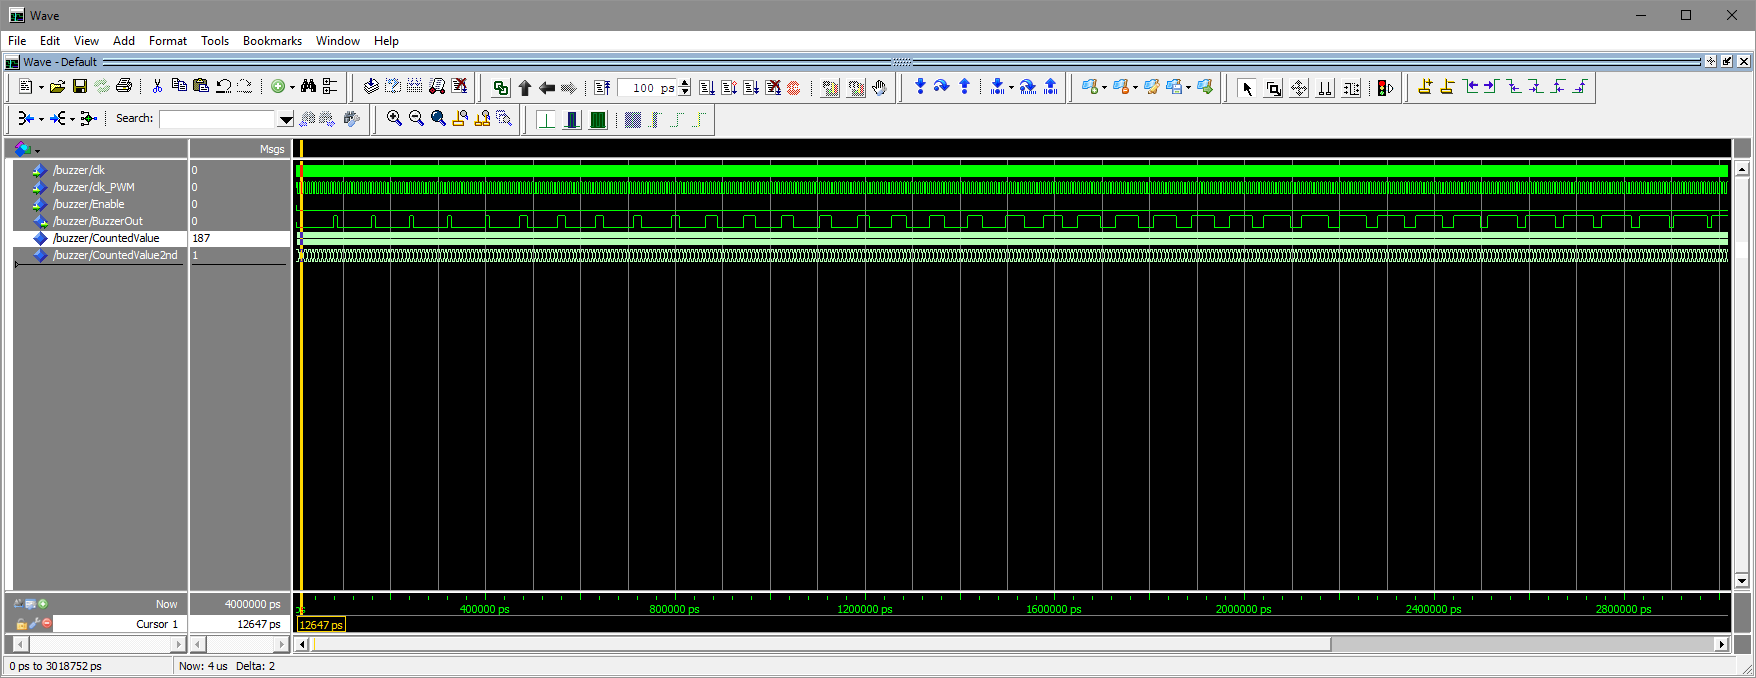 Wave
File Edit View Add Format Tools Bookmarks Window Help
Wave - Default
100 ps
Search:
Msgs
/buzzer/clk 0
/buzzer/clk_PWM 0
/buzzer/Enable 0
/buzzer/BuzzerOut 0
/buzzer/CountedValue 187
/buzzer/CountedValue2nd 1
Now 4000000 ps
400000 ps 800000 ps 1200000 ps 1600000 ps 2000000 ps 2400000 ps 2800000 ps
Cursor 1 12647 ps 12647 ps
0 ps to 3018752 ps Now: 4 us Delta: 2